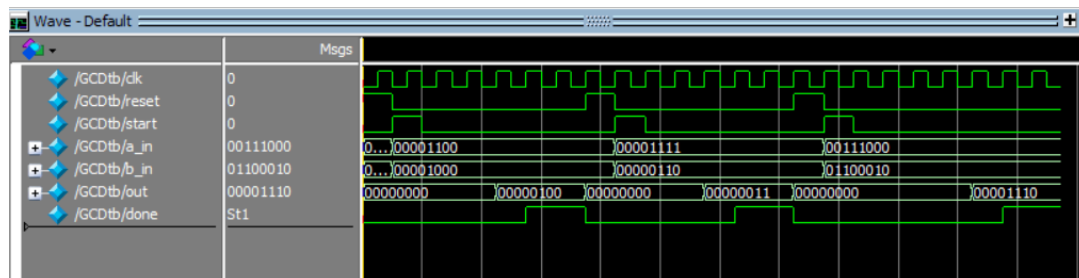 Wave - Default
Msgs
/GCDtb/clk 0
/GCDtb/reset 0
/GCDtb/start 0
/GCDtb/a_in 00111000 0... 00001100 00001111 00111000
/GCDtb/b_in 01100010 0... 00001000 00000110 01100010
/GCDtb/out 00001110 00000000 00000100 00000000 00000011 00000000 00001110
/GCDtb/done St1